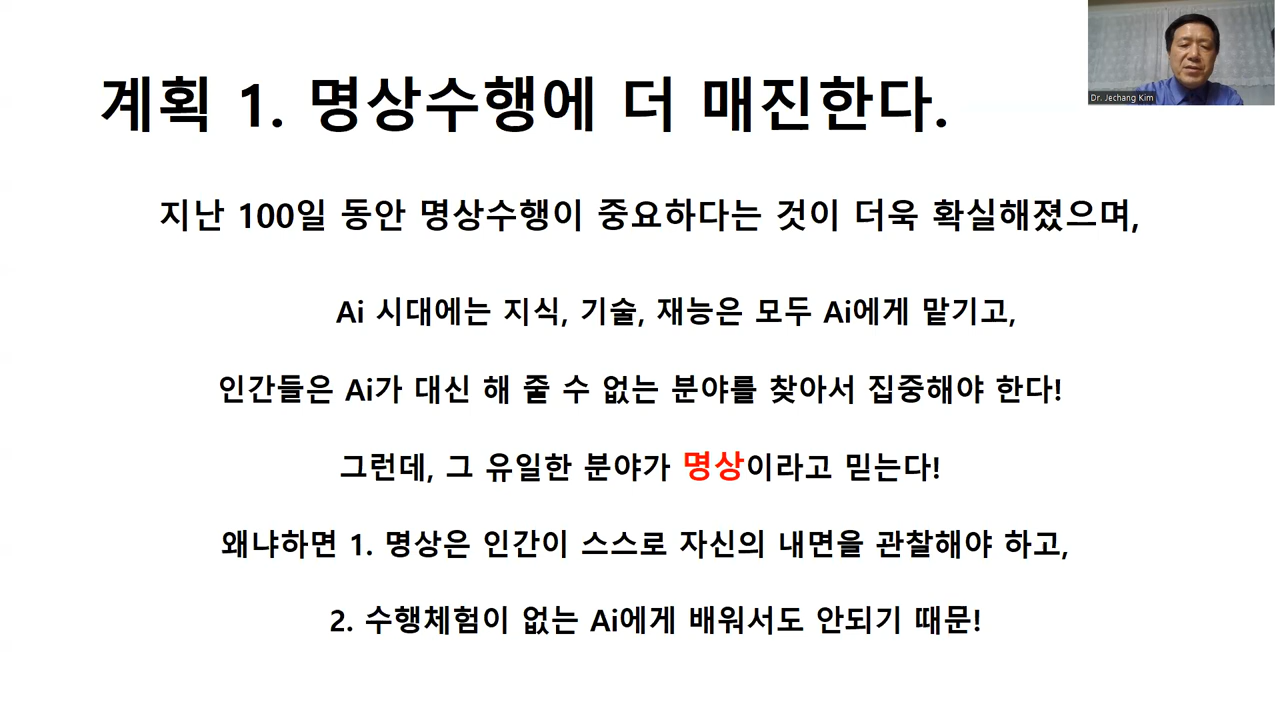 계획 1. 명상수행에 더 매진한다.
Dr. Jechang Kim
지난 100일 동안 명상수행이 중요하다는 것이 더욱 확실해졌으며,
Ai 시대에는 지식, 기술, 재능은 모두 Ai에게 맡기고,
인간들은 Ai가 대신 해 줄 수 없는 분야를 찾아서 집중해야 한다!
그런데, 그 유일한 분야가 명상이라고 믿는다!
왜냐하면 1. 명상은 인간이 스스로 자신의 내면을 관찰해야 하고,
2. 수행체험이 없는 Ai에게 배워서도 안되기 때문!